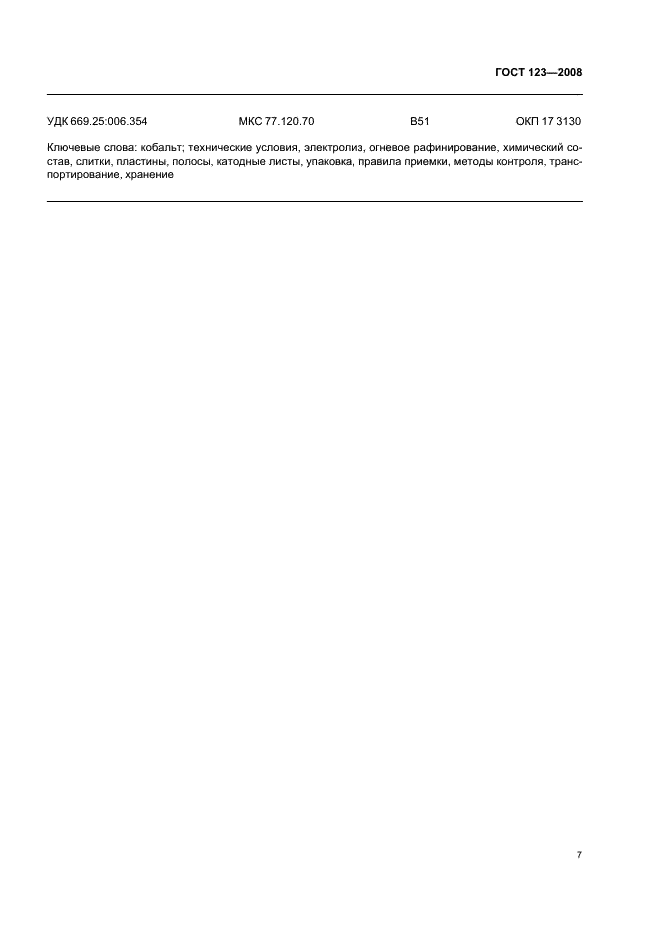 ГОСТ 123—2008
УДК 669.25:006.354 МКС 77.120.70 В51 ОКП 17 3130
Ключевые слова: кобальт; технические условия, электролиз, огневое рафинирование, химический со-
став, слитки, пластины, полосы, катодные листы, упаковка, правила приемки, методы контроля, транс-
портирование, хранение
7